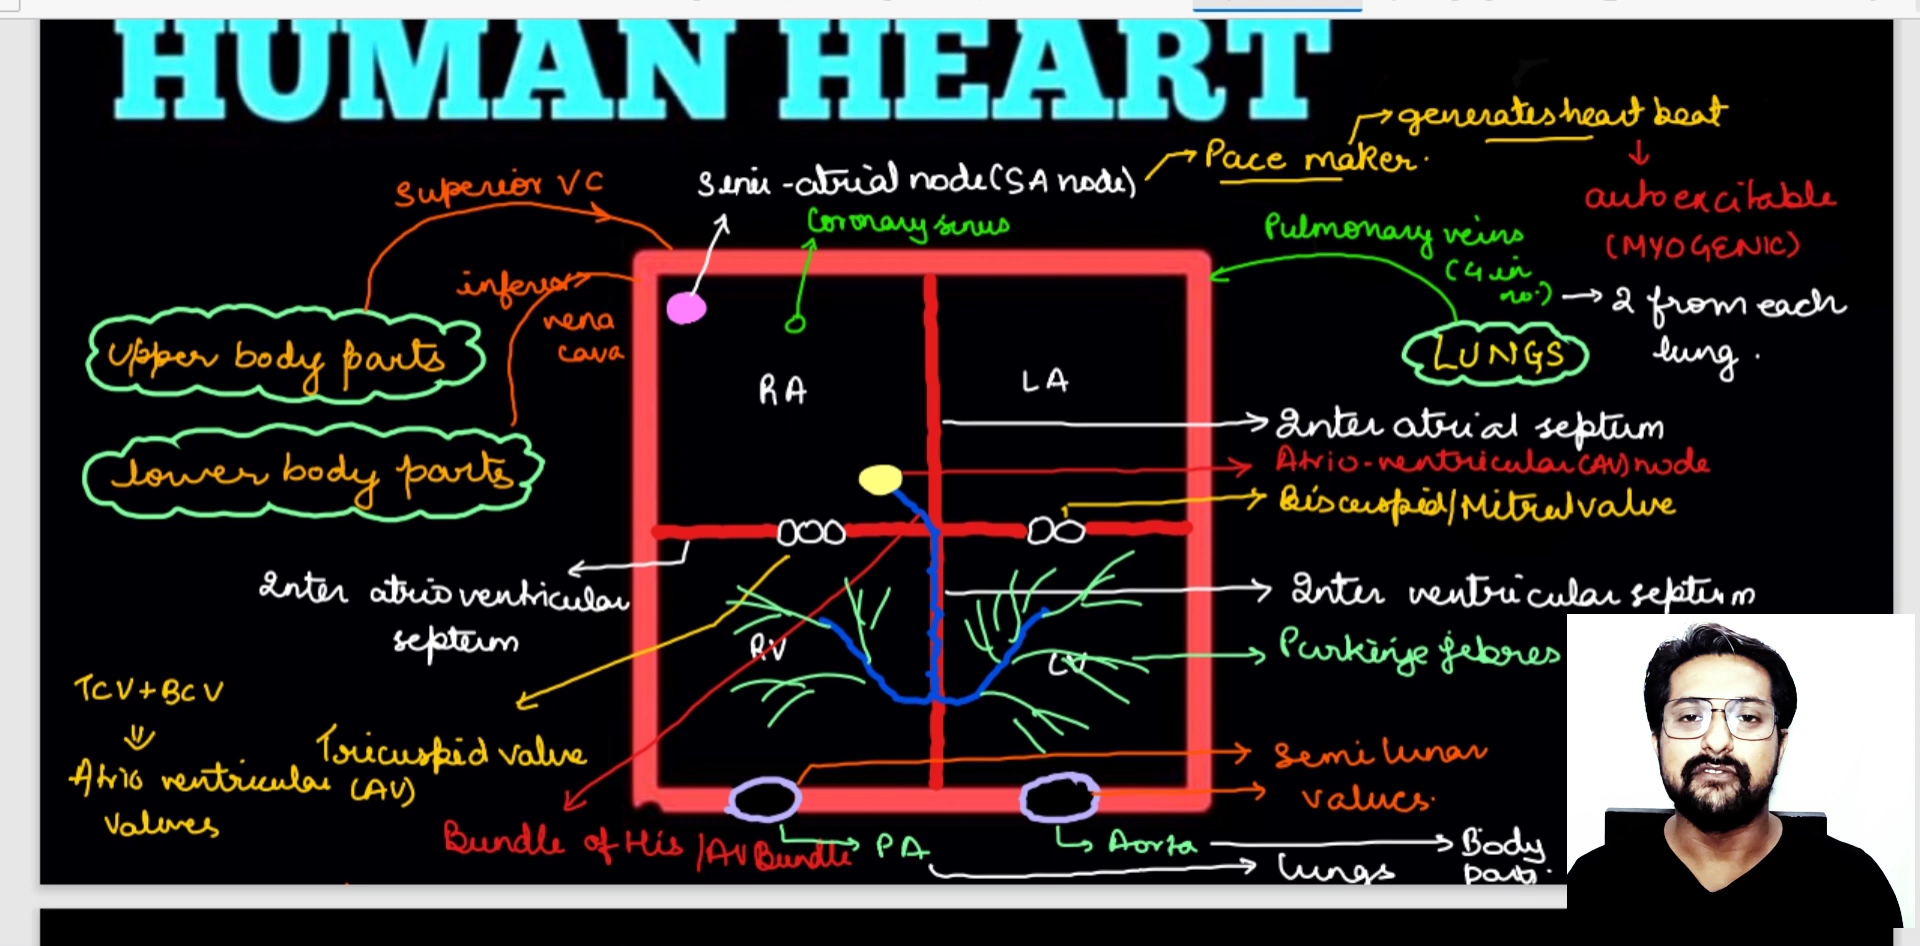 HUMAN HEART
generates heart beat
Pace maker.
auto excitable
(MYOGENIC)
Superior VC
Sinu-atrial node (SA node)
Coronary sinus
Pulmonary veins
(4 in
no.)
2 from each
lung.
inferior
vena
cava
Upper body parts
LUNGS
RA
LA
Inter atrial septum
lower body parts
Atrio-ventricular (AV) node
Biscuspid/Mitral valve
Inter atrio ventricular
septum
Inter ventricular septum
RV
LV
Purkinje febres
TCV+BCV
Atrio ventricular (AV)
valves
Tricuspid valve
Semi lunar
valves.
Bundle of His /AV Bundle
PA
Aorta
Body
parts.
lungs